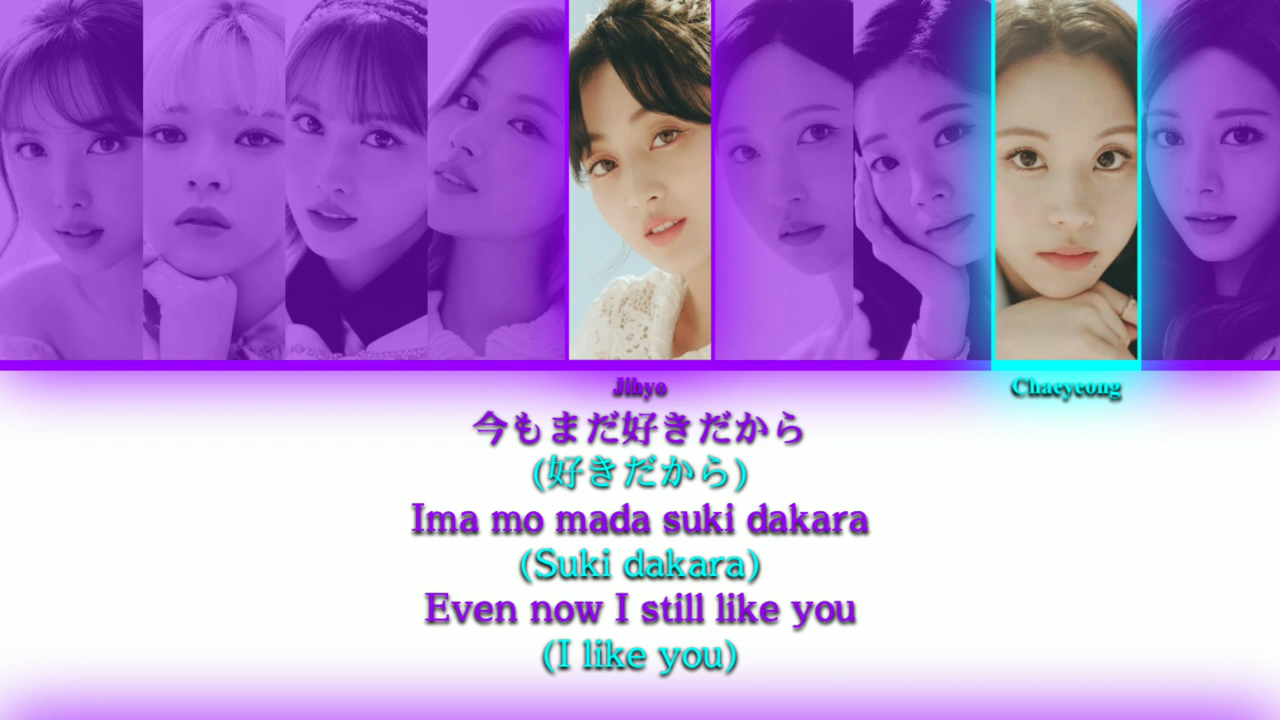 Jihyo
Chaeyeong
今もまだ好きだから
(好きだから)
Ima mo mada suki dakara
(Suki dakara)
Even now I still like you
(I like you)